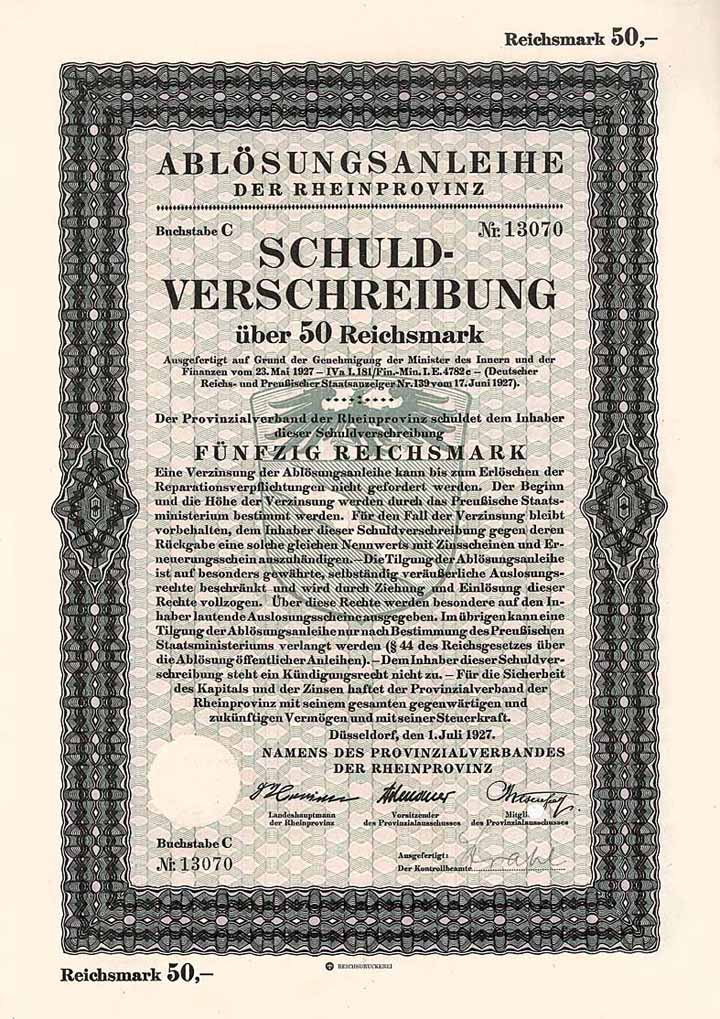 Reichsmark 50,–
ABLÖSUNGSANLEIHE
DER RHEINPROVINZ
Buchstabe C Nr. 13070
SCHULD-
VERSCHREIBUNG
über 50 Reichsmark
Ausgefertigt auf Grund der Genehmigung der Minister des Innern und der
Finanzen vom 23. Mai 1927 – IVa I. 181/Fin.-Min. I. E. 4782c – (Deutscher
Reichs- und Preußischer Staatsanzeiger Nr. 139 vom 17. Juni 1927).
Der Provinzialverband der Rheinprovinz schuldet dem Inhaber
dieser Schuldverschreibung
FÜNFZIG REICHSMARK
Eine Verzinsung der Ablösungsanleihe kann bis zum Erlöschen der
Reparationsverpflichtungen nicht gefordert werden. Der Beginn
und die Höhe der Verzinsung werden durch das Preußische Staats-
ministerium bestimmt werden. Für den Fall der Verzinsung bleibt
vorbehalten, dem Inhaber dieser Schuldverschreibung gegen deren
Rückgabe eine solche gleichen Nennwerts mit Zinsscheinen und Er-
neuerungsschein auszuhändigen. – Die Tilgung der Ablösungsanleihe
ist auf besonders gewährte, selbständig veräußerliche Auslosungs-
rechte beschränkt und wird durch Ziehung und Einlösung dieser
Rechte vollzogen. Über diese Rechte werden besondere auf den In-
haber lautende Auslosungsscheine ausgegeben. Im übrigen kann eine
Tilgung der Ablösungsanleihe nur nach Bestimmung des Preußischen
Staatsministeriums verlangt werden (§ 44 des Reichsgesetzes über
die Ablösung öffentlicher Anleihen). – Dem Inhaber dieser Schuldver-
schreibung steht ein Kündigungsrecht nicht zu. – Für die Sicherheit
des Kapitals und der Zinsen haftet der Provinzialverband der
Rheinprovinz mit seinem gesamten gegenwärtigen und
zukünftigen Vermögen und mit seiner Steuerkraft.
Düsseldorf, den 1. Juli 1927.
NAMENS DES PROVINZIALVERBANDES
DER RHEINPROVINZ
Landeshauptmann Vorsitzender Mitgl.
der Rheinprovinz des Provinzialausschusses des Provinzialausschusses
Buchstabe C
Nr. 13070
Ausgefertigt: Krahl
Der Kontrollbeamte
Reichsmark 50,–
REICHSDRUCKEREI